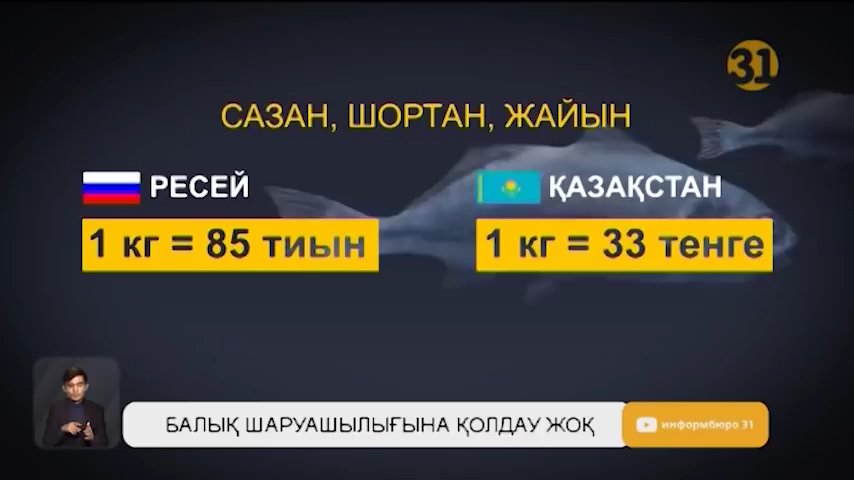 31
САЗАН, ШОРТАН, ЖАЙЫН
РЕСЕЙ
1 кг = 85 тиын
ҚАЗАҚСТАН
1 кг = 33 тенге
БАЛЫҚ ШАРУАШЫЛЫҒЫНА ҚОЛДАУ ЖОҚ
информбюро 31